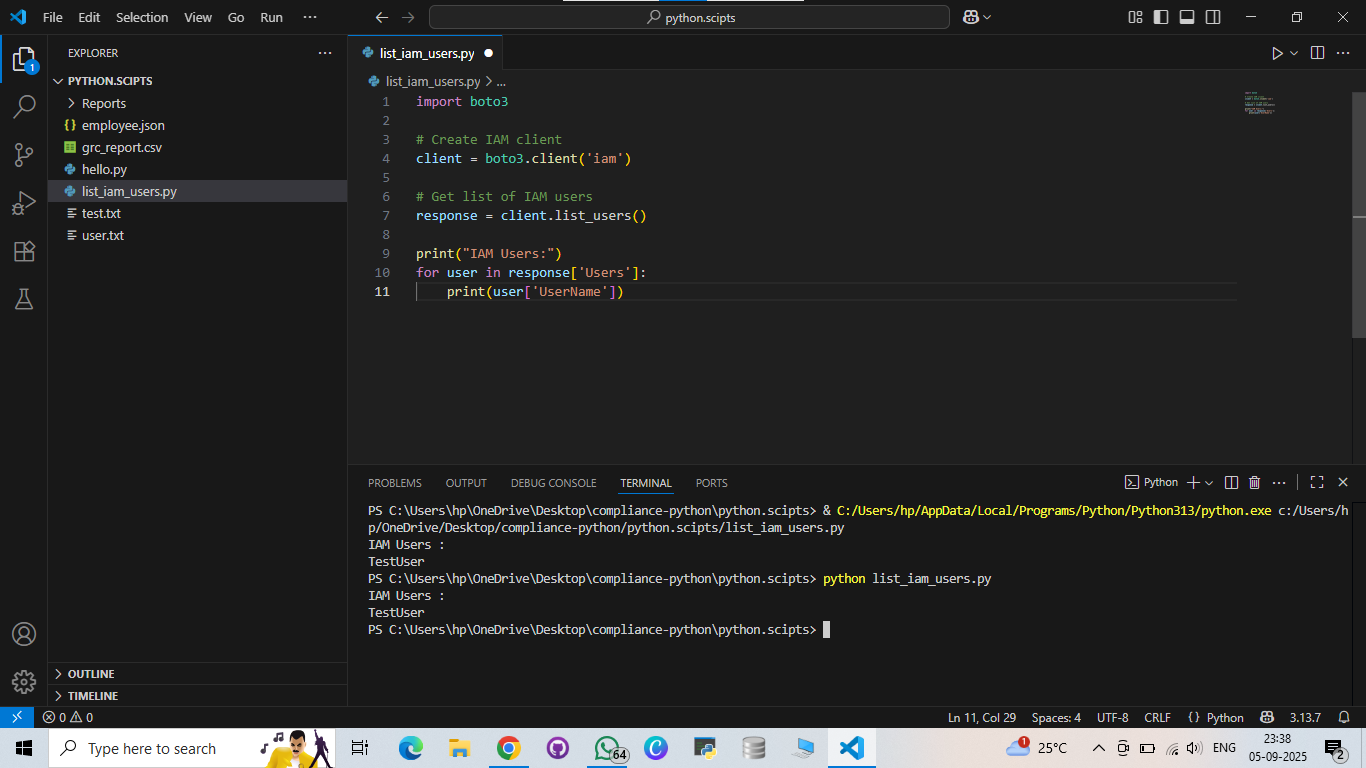 File Edit Selection View Go Run ··· python.scipts
EXPLORER ···
1
PYTHON.SCIPTS
Reports
employee.json
grc_report.csv
hello.py
list_iam_users.py
test.txt
user.txt
OUTLINE
TIMELINE
list_iam_users.py
list_iam_users.py > ...
1 import boto3
2
3 # Create IAM client
4 client = boto3.client('iam')
5
6 # Get list of IAM users
7 response = client.list_users()
8
9 print("IAM Users:")
10 for user in response['Users']:
11     print(user['UserName'])
PROBLEMS OUTPUT DEBUG CONSOLE TERMINAL PORTS Python
PS C:\Users\hp\OneDrive\Desktop\compliance-python\python.scipts> & C:/Users/hp/AppData/Local/Programs/Python/Python313/python.exe c:/Users/h
p/OneDrive/Desktop/compliance-python/python.scipts/list_iam_users.py
IAM Users :
TestUser
PS C:\Users\hp\OneDrive\Desktop\compliance-python\python.scipts> python list_iam_users.py
IAM Users :
TestUser
PS C:\Users\hp\OneDrive\Desktop\compliance-python\python.scipts>
0 0 Ln 11, Col 29 Spaces: 4 UTF-8 CRLF {} Python 3.13.7
Type here to search 64 1 25°C ENG 23:38
05-09-2025 2